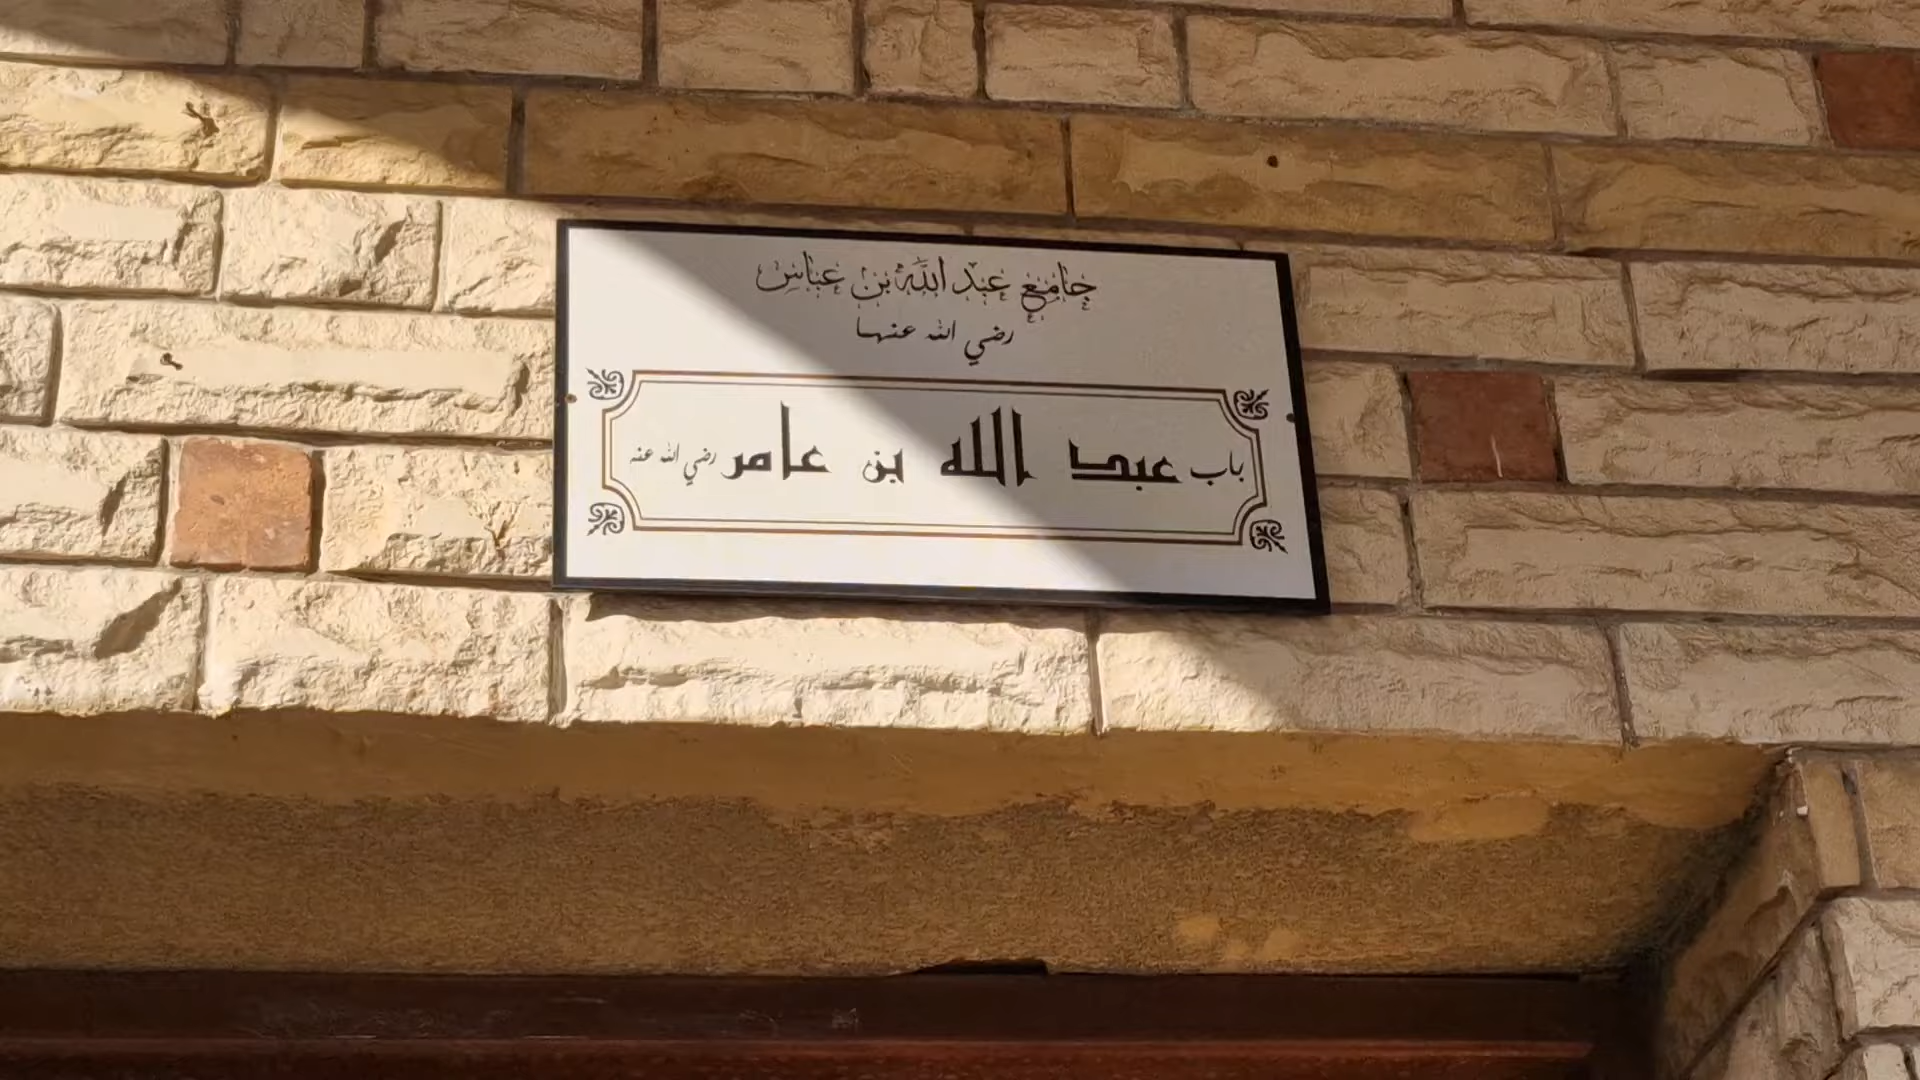 جامع عبد الله بن عباس
رضي الله عنهما
باب عبد الله بن عامر رضي الله عنه